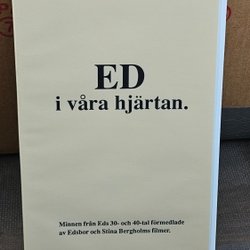 ED
i våra hjärtan.
Minnen från Eds 30- och 40-tal förmedlade
av Edsbor och Stina Bergholms filmer.